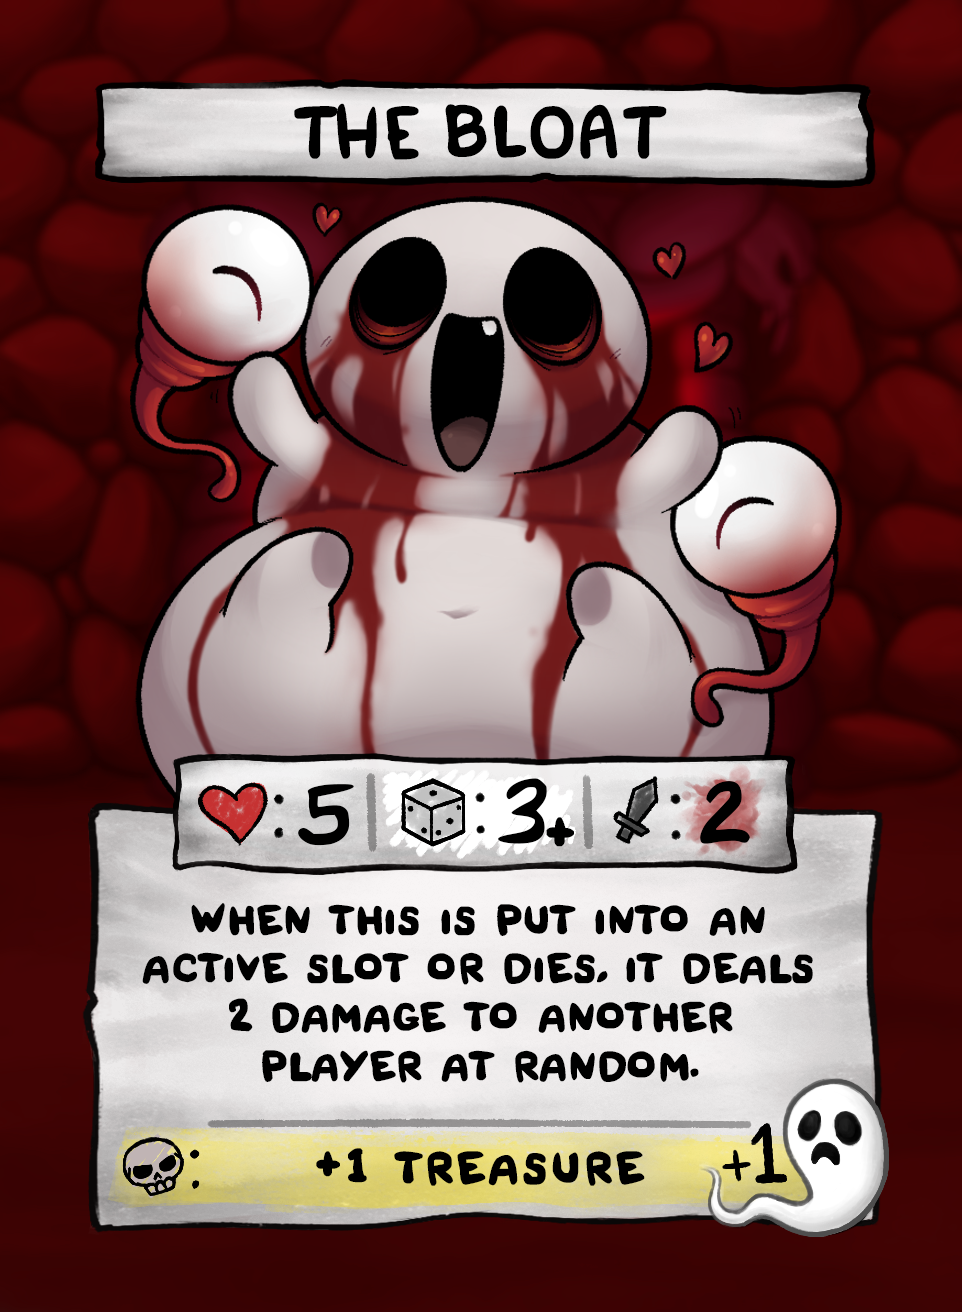 THE BLOAT
: 5 : 3+ : 2
WHEN THIS IS PUT INTO AN
ACTIVE SLOT OR DIES, IT DEALS
2 DAMAGE TO ANOTHER
PLAYER AT RANDOM.
: +1 TREASURE +1